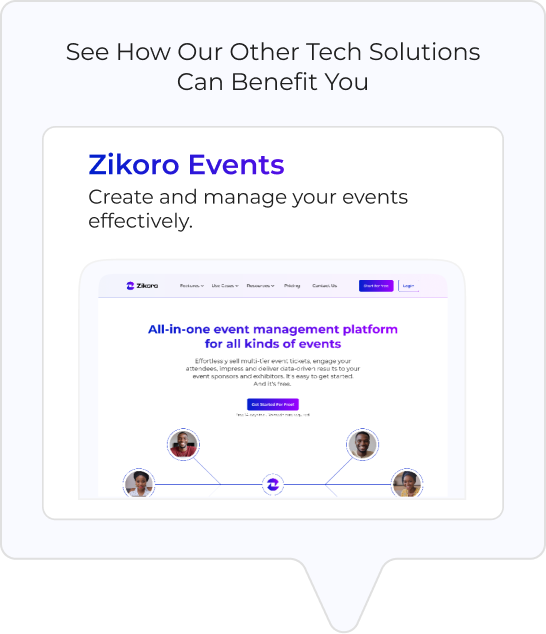 See How Our Other Tech Solutions
Can Benefit You
Zikoro Events
Create and manage your events
effectively.
Zikoro
Features
Use Cases
Resources
Pricing
Contact Us
Start for free
Login
All-in-one event management platform
for all kinds of events
Effortlessly sell multi-tier event tickets, engage your
attendees, impress and deliver data-driven results to your
event sponsors and exhibitors. It's easy to get started.
And it's free.
Get Started For Free!